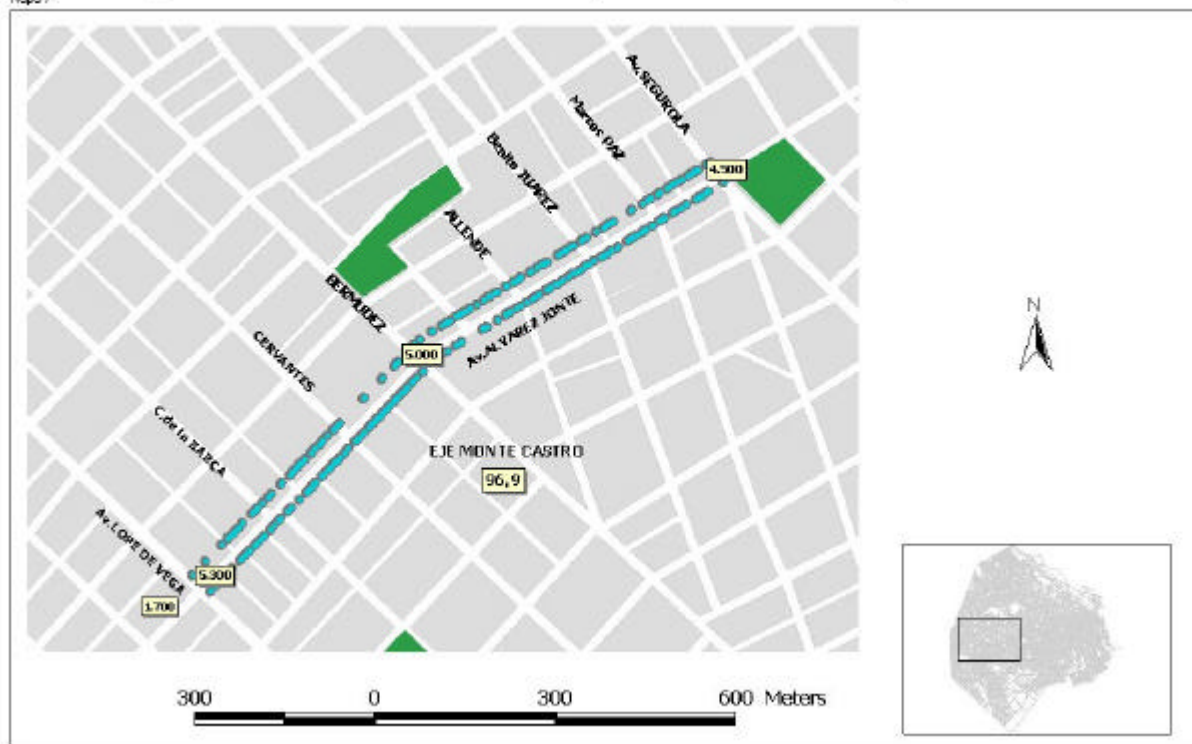 Av. SEGUROLA
Marcos PAZ
Benito JUAREZ
4.500
ALLENDE
BERMUDEZ
Av.ALVAREZ JONTE
5.000
CERVANTES
C.de la BARCA
EJE MONTE CASTRO
96,9
Av.LOPE DE VEGA
5.300
1.700
N
300 0 300 600 Meters